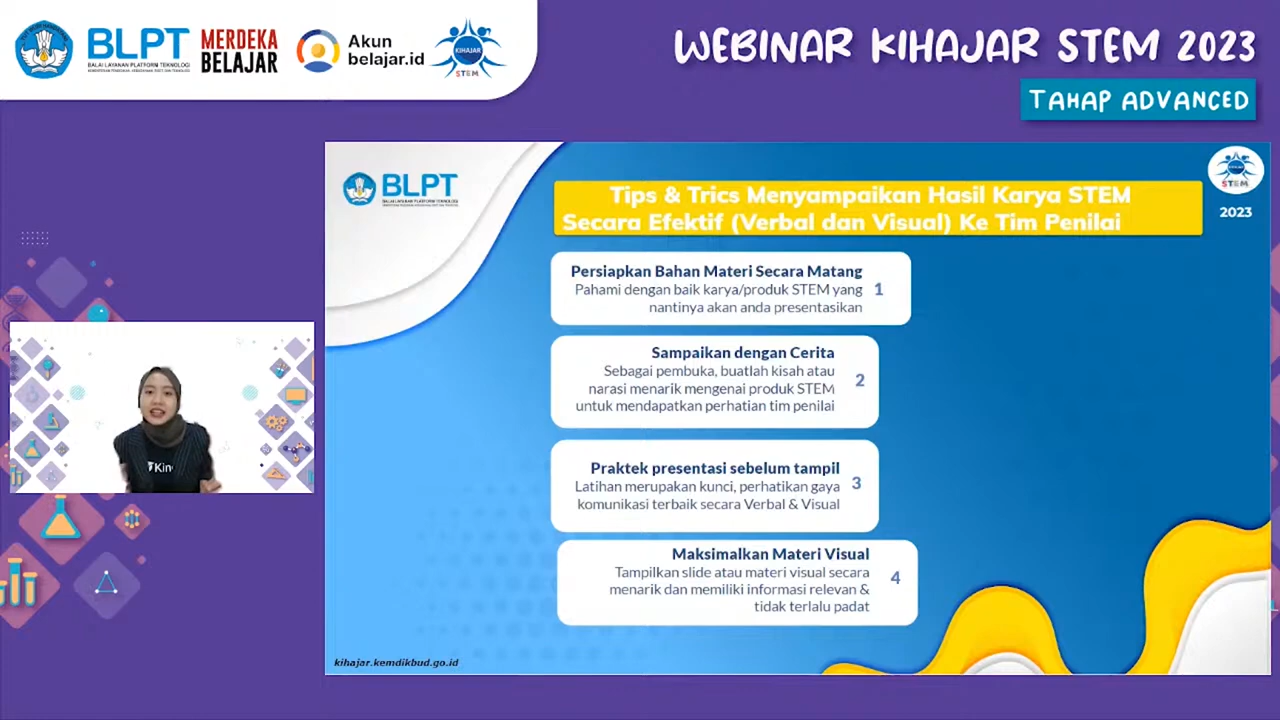 BLPT
BALAI LAYANAN PLATFORM TEKNOLOGI
MERDEKA
BELAJAR
Akun
belajar.id
KIHAJAR
STEM
WEBINAR KIHAJAR STEM 2023
TAHAP ADVANCED
BLPT
STEM
2023
Tips & Trics Menyampaikan Hasil Karya STEM
Secara Efektif (Verbal dan Visual) Ke Tim Penilai
Persiapkan Bahan Materi Secara Matang
Pahami dengan baik karya/produk STEM yang
nantinya akan anda presentasikan
1
Sampaikan dengan Cerita
Sebagai pembuka, buatlah kisah atau
narasi menarik mengenai produk STEM
untuk mendapatkan perhatian tim penilai
2
Praktek presentasi sebelum tampil
Latihan merupakan kunci, perhatikan gaya
komunikasi terbaik secara Verbal & Visual
3
Maksimalkan Materi Visual
Tampilkan slide atau materi visual secara
menarik dan memiliki informasi relevan &
tidak terlalu padat
4
kihajar.kemdikbud.go.id